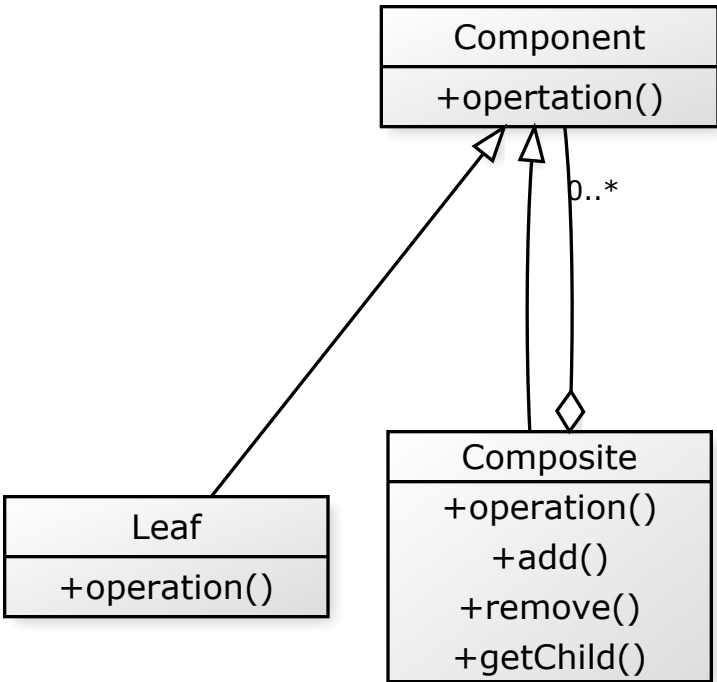 Component
+opertation()
0..*
Leaf
+operation()
Composite
+operation()
+add()
+remove()
+getChild()